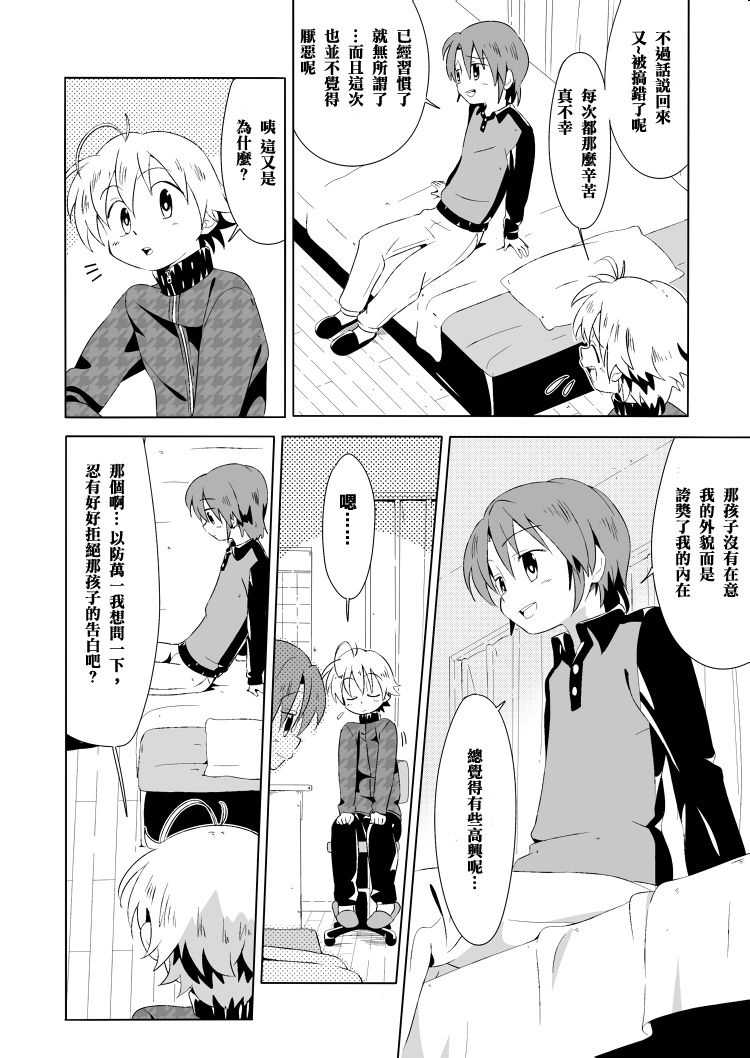 不過話説回來
又~被搞錯了呢
每次都那麼辛苦
真不幸
已經習慣了
就無所謂了
…而且這次
也並不覺得
厭惡呢
咦 這又是
為什麼？
那孩子沒有在意
我的外貌而是
誇獎了我的內在
總覺得有些高興呢…
嗯……
那個啊…以防萬一我想問一下，
忍有好好拒絕那孩子的告白吧？